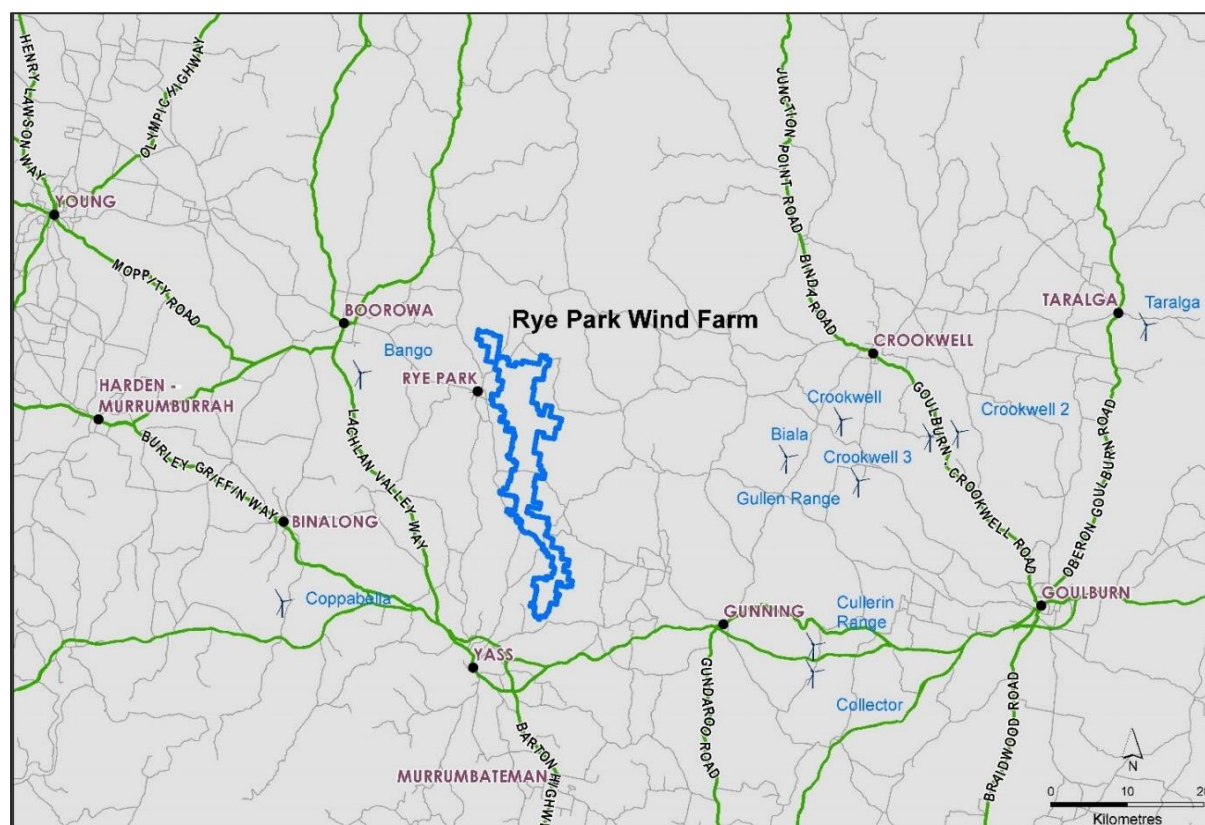 HENRY LAWSON WAY
OLYMPIC HIGHWAY
JUNCTION POINT ROAD
YOUNG
MOPPITY ROAD
BINDA ROAD
BOOROWA
Rye Park Wind Farm
TARALGA
Taralga
Bango
CROOKWELL
RYE PARK
HARDEN -
MURRUMBURRAH
LACHLAN VALLEY WAY
Crookwell
GOULBURN CROOKWELL ROAD
Crookwell 2
OBERON GOULBURN ROAD
Biala
Crookwell 3
BURLEY GRIFFIN WAY
Gullen Range
BINALONG
Coppabella
GOULBURN
GUNNING
Cullerin
Range
YASS
GUNDAROO ROAD
Collector
BRAIDWOOD ROAD
BARTON HIGHWAY
MURRUMBATEMAN
N
0 10 20
Kilometres